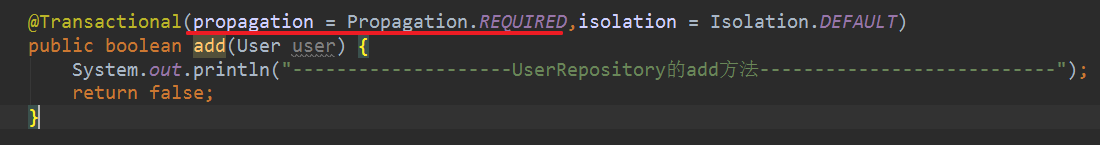 @Transactional(propagation = Propagation.REQUIRED,isolation = Isolation.DEFAULT)
public boolean add(User user) {
    System.out.println("--------------------UserRepository的add方法---------------------------");
    return false;
}